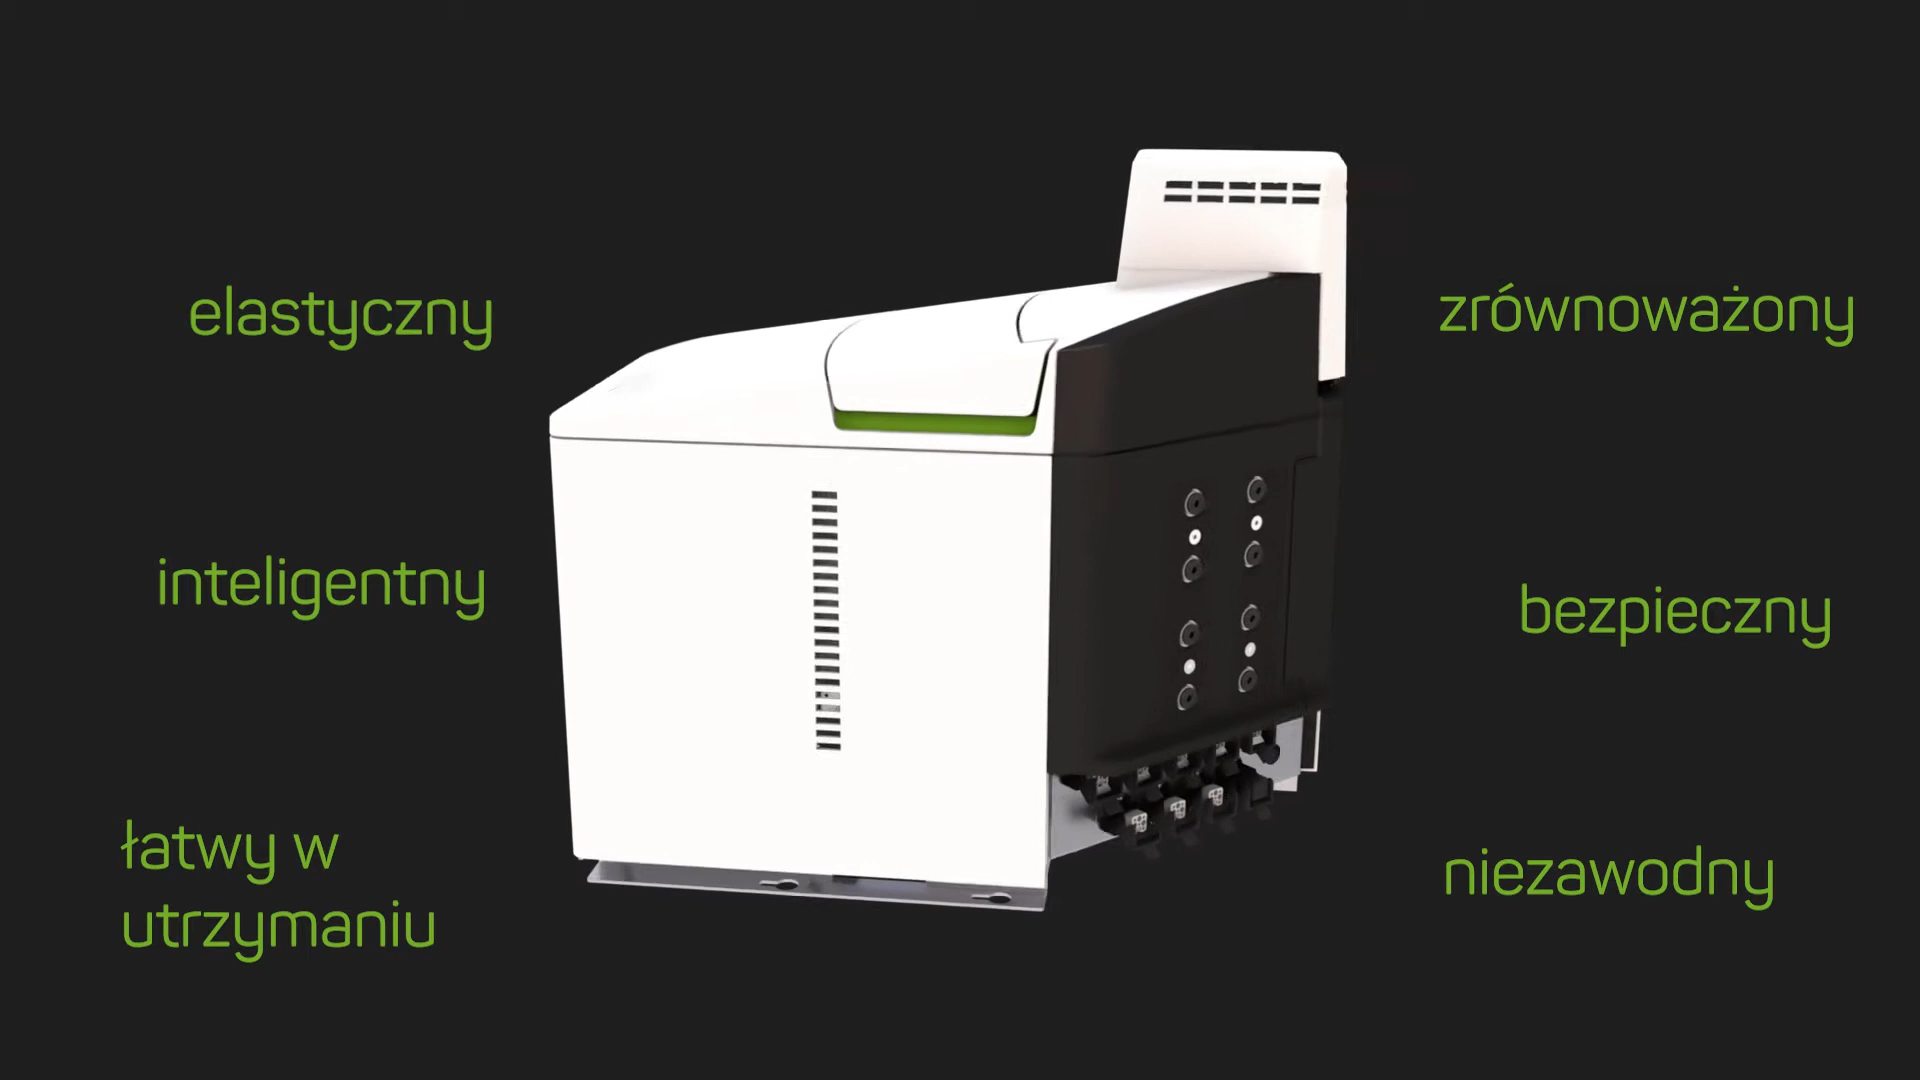 elastyczny
inteligentny
łatwy w
utrzymaniu
zrównoważony
bezpieczny
niezawodny